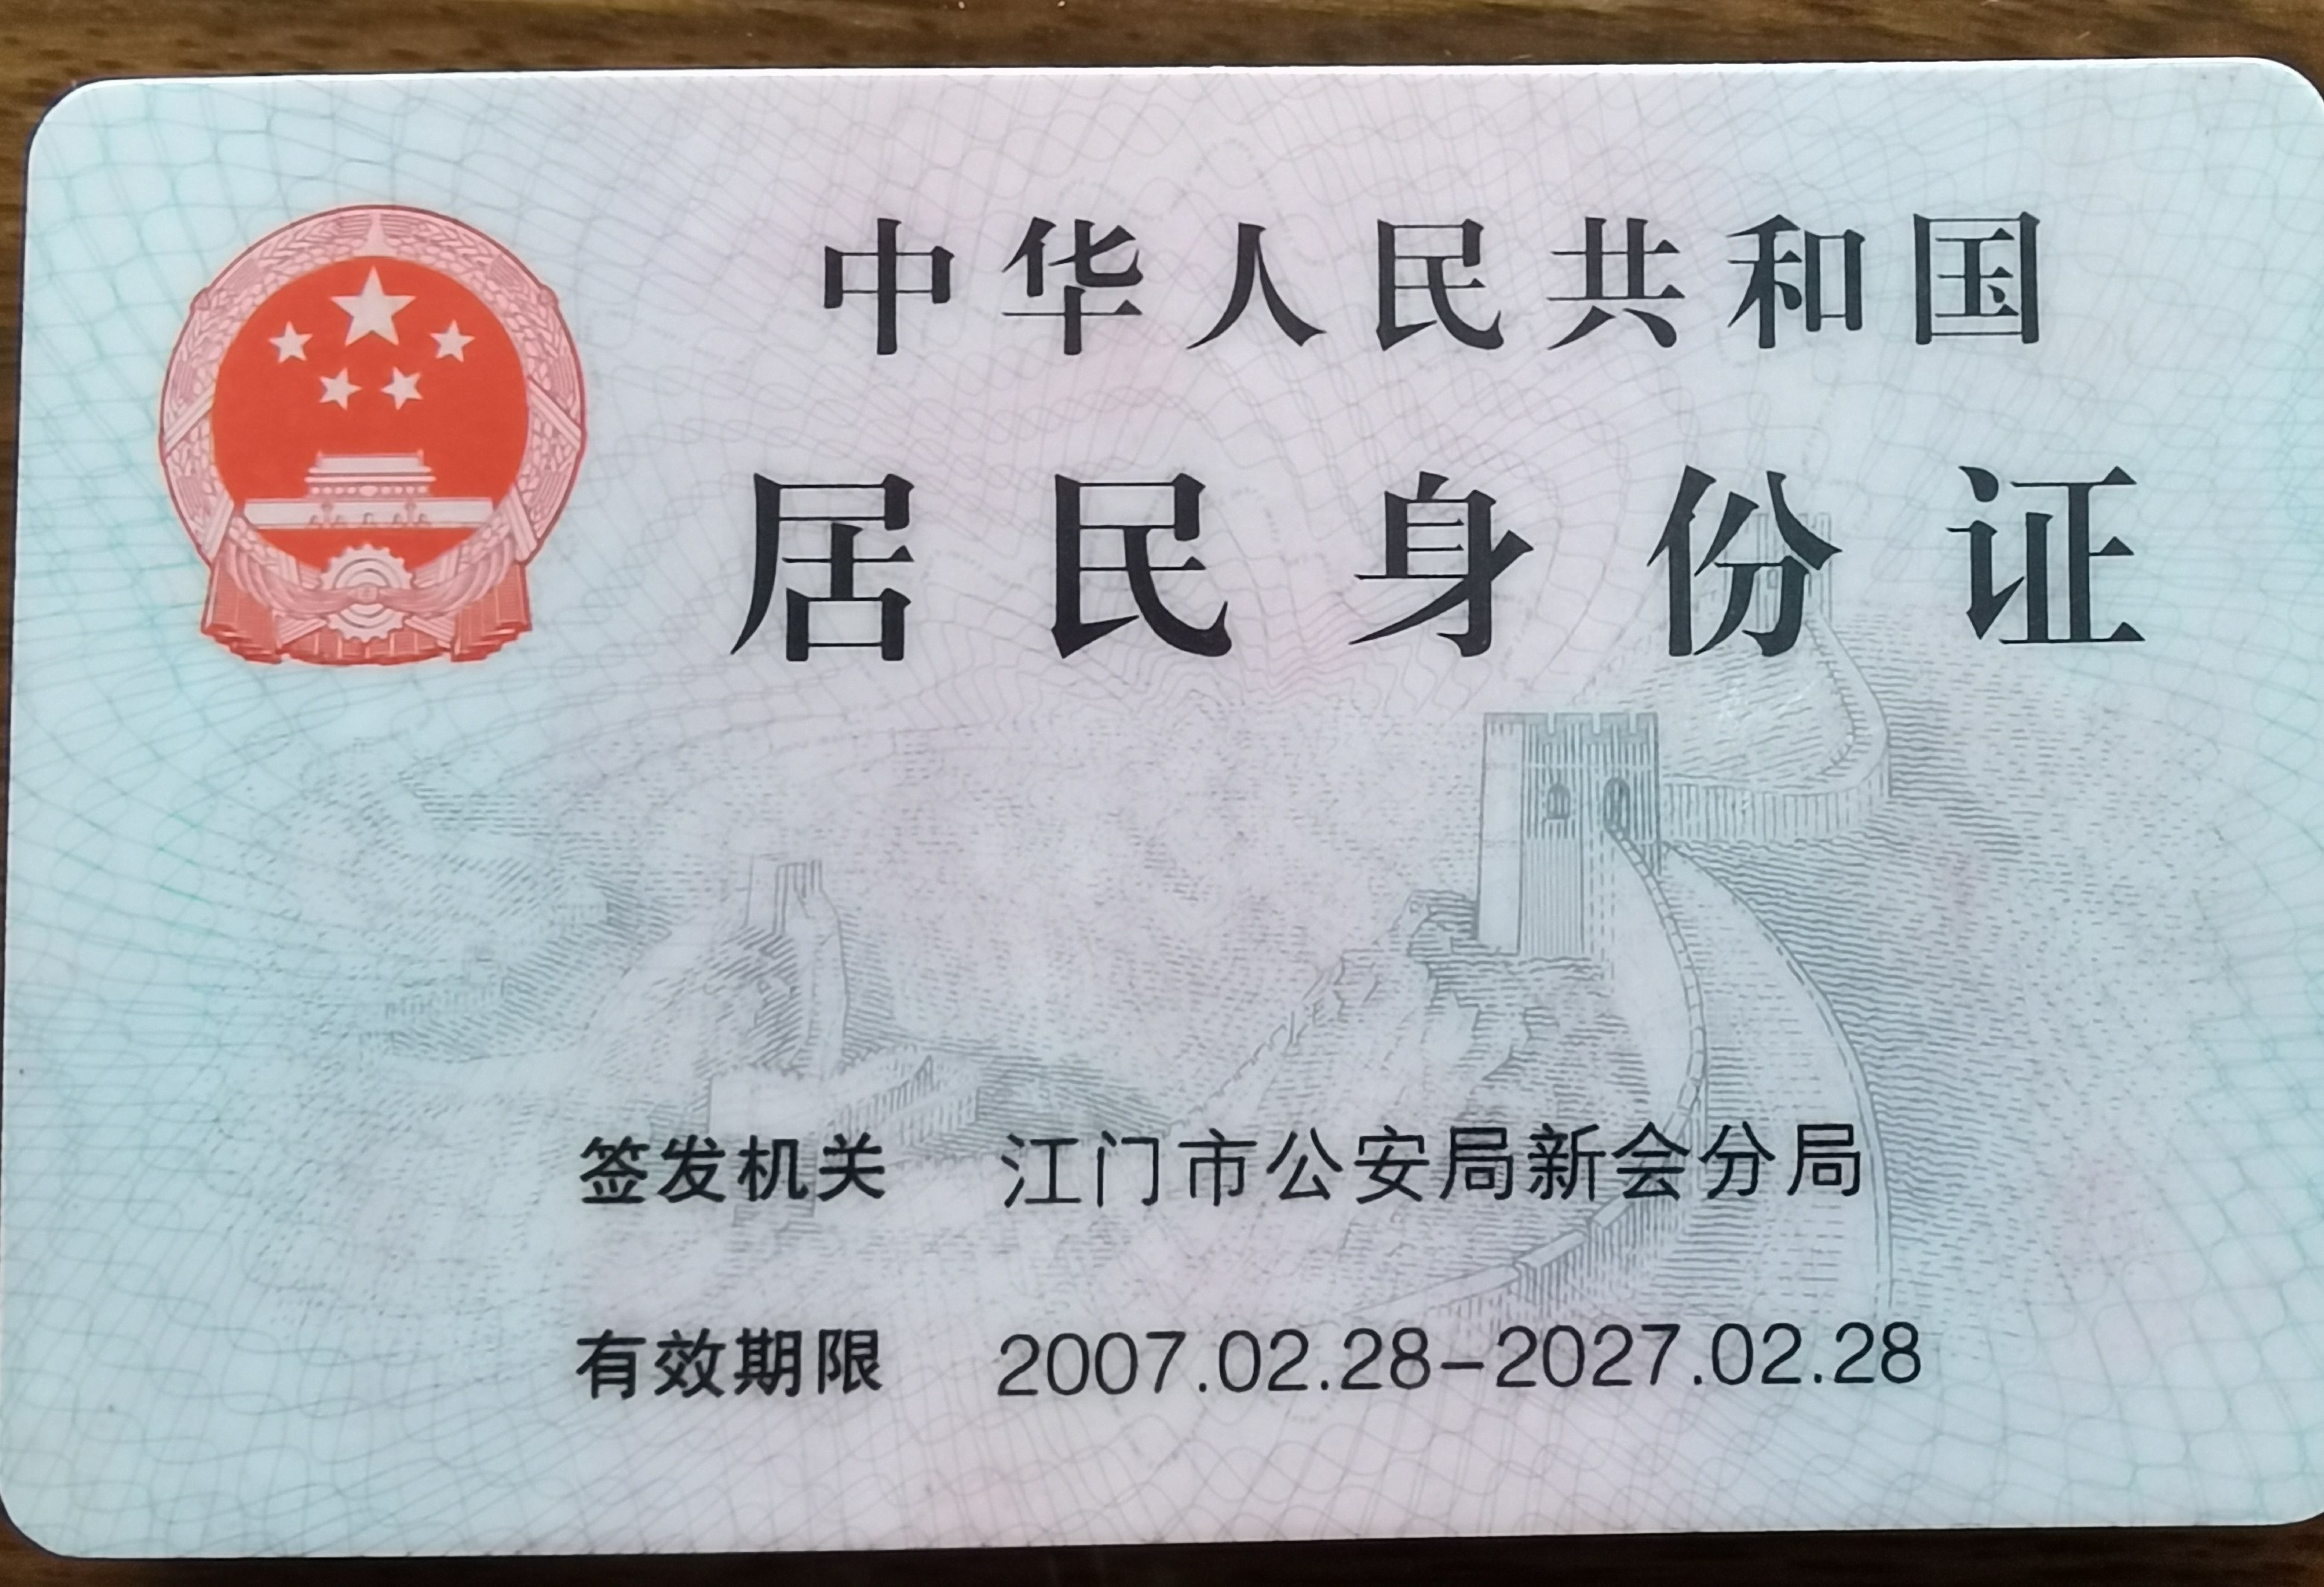 中华人民共和国
居民身份证
签发机关 江门市公安局新会分局
有效期限 2007.02.28-2027.02.28